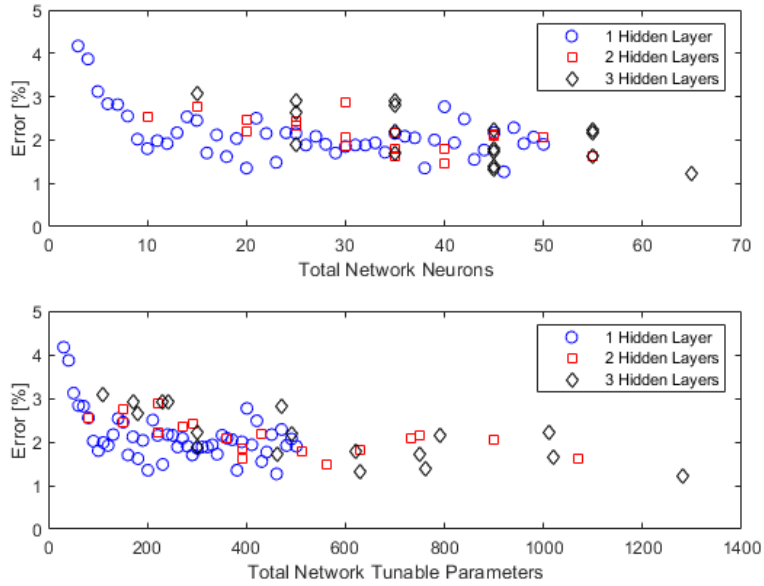 5
4
3
2
1
0
Error [%]
1 Hidden Layer
2 Hidden Layers
3 Hidden Layers
0 10 20 30 40 50 60 70
Total Network Neurons
5
4
3
2
1
0
Error [%]
1 Hidden Layer
2 Hidden Layers
3 Hidden Layers
0 200 400 600 800 1000 1200 1400
Total Network Tunable Parameters